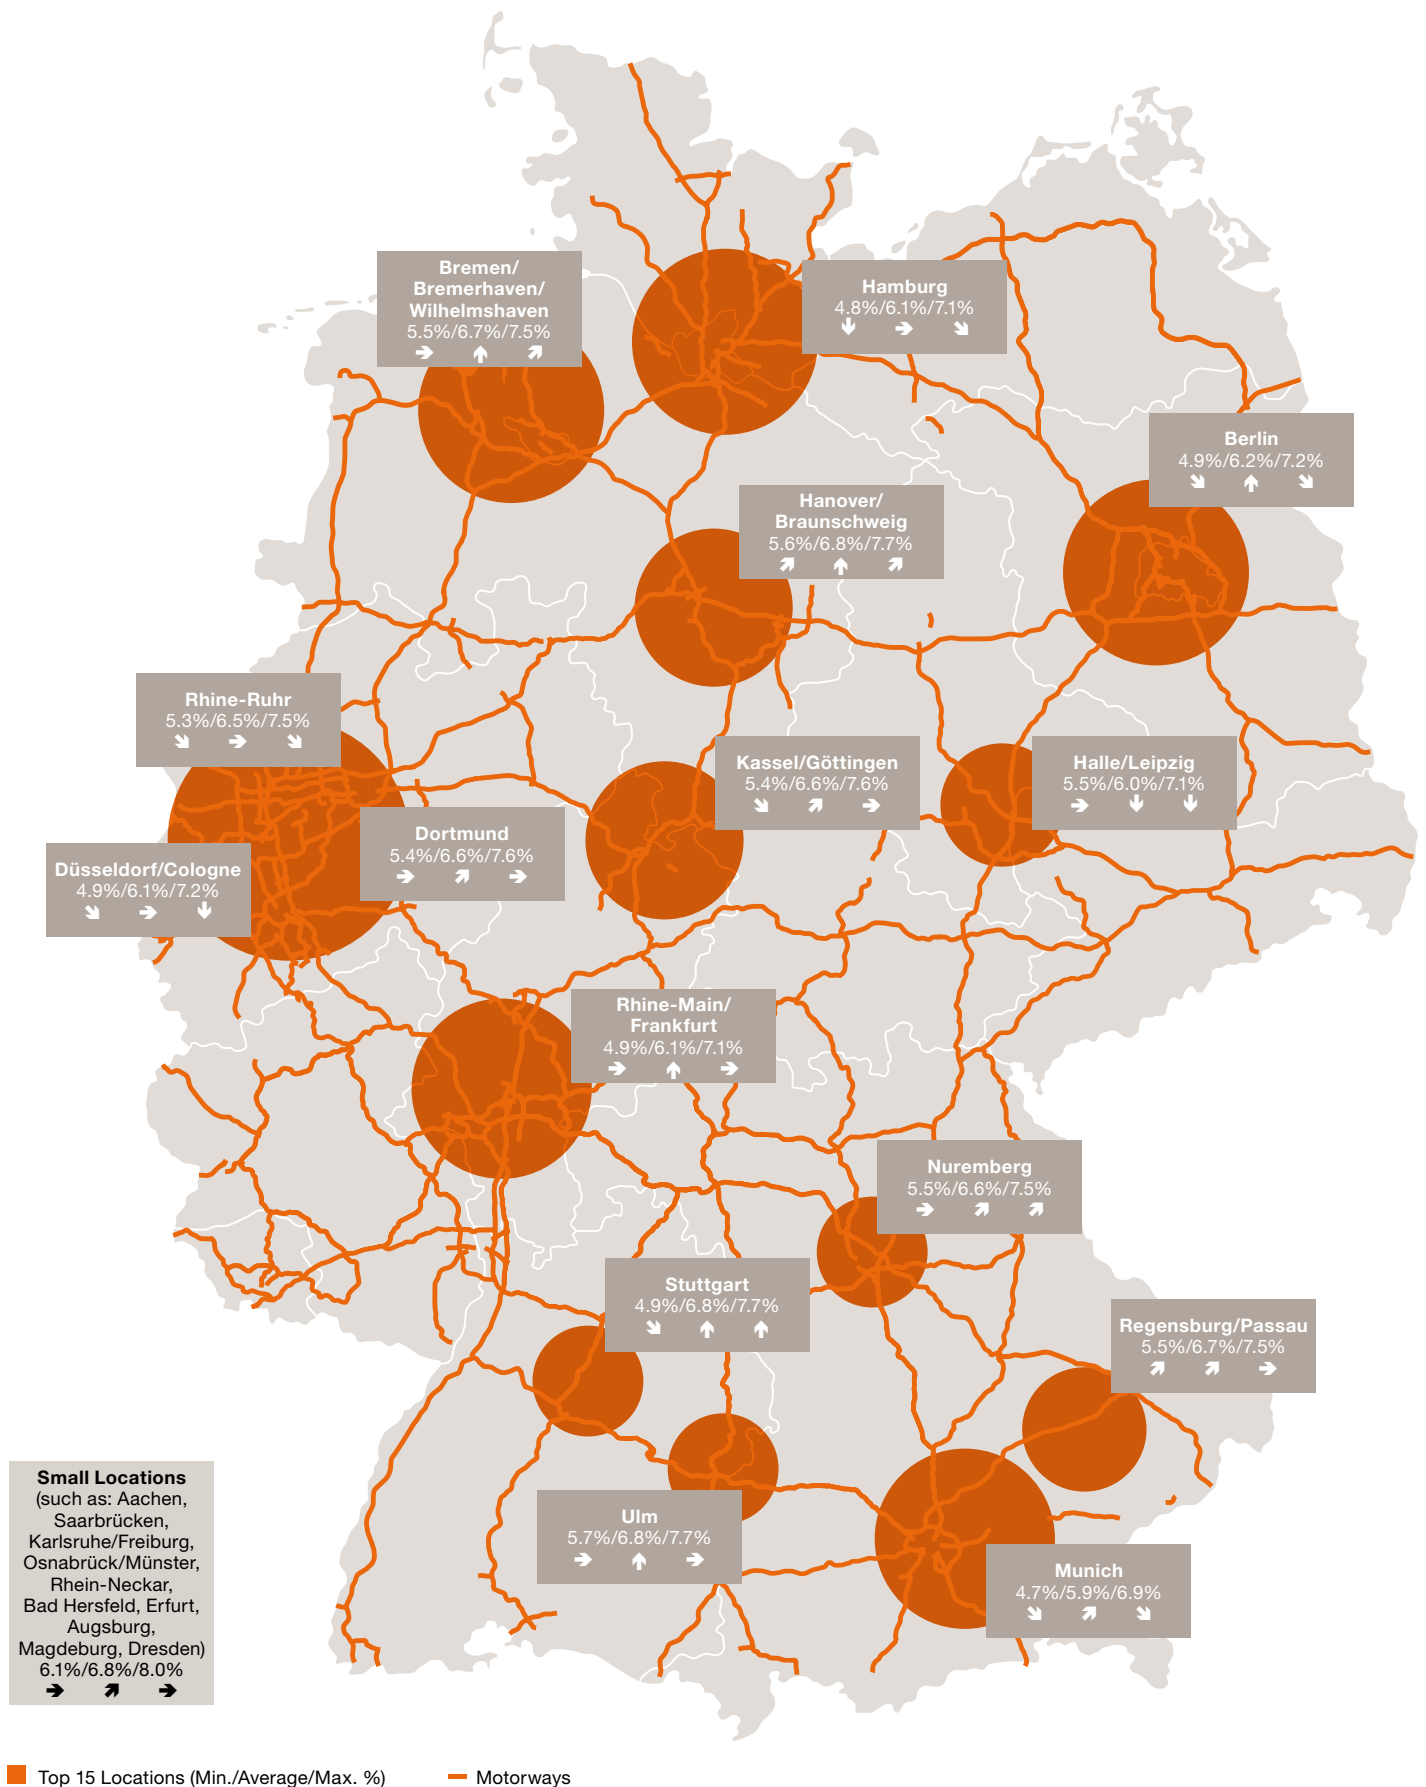 Bremen/
Bremerhaven/
Wilhelmshaven
5.5%/6.7%/7.5%
Hamburg
4.8%/6.1%/7.1%
Berlin
4.9%/6.2%/7.2%
Hanover/
Braunschweig
5.6%/6.8%/7.7%
Rhine-Ruhr
5.3%/6.5%/7.5%
Kassel/Göttingen
5.4%/6.6%/7.6%
Halle/Leipzig
5.5%/6.0%/7.1%
Dortmund
5.4%/6.6%/7.6%
Düsseldorf/Cologne
4.9%/6.1%/7.2%
Rhine-Main/
Frankfurt
4.9%/6.1%/7.1%
Nuremberg
5.5%/6.6%/7.5%
Stuttgart
4.9%/6.8%/7.7%
Regensburg/Passau
5.5%/6.7%/7.5%
Ulm
5.7%/6.8%/7.7%
Munich
4.7%/5.9%/6.9%
Small Locations
(such as: Aachen,
Saarbrücken,
Karlsruhe/Freiburg,
Osnabrück/Münster,
Rhein-Neckar,
Bad Hersfeld, Erfurt,
Augsburg,
Magdeburg, Dresden)
6.1%/6.8%/8.0%
Top 15 Locations (Min./Average/Max. %)
Motorways